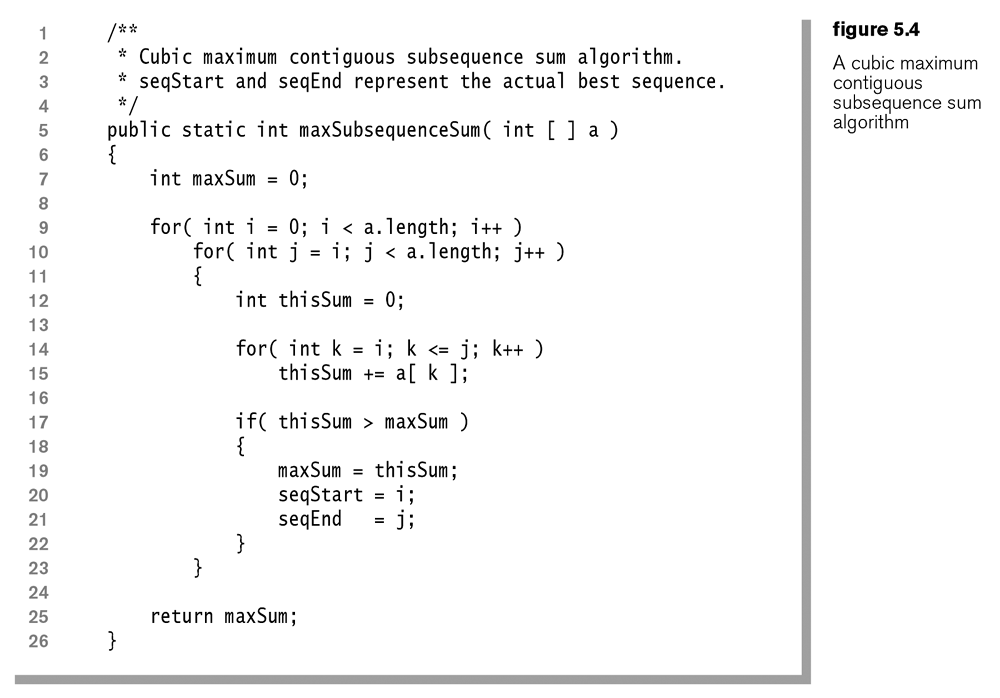 1 /**
2  * Cubic maximum contiguous subsequence sum algorithm.
3  * seqStart and seqEnd represent the actual best sequence.
4  */
5 public static int maxSubsequenceSum( int [ ] a )
6 {
7     int maxSum = 0;
8
9     for( int i = 0; i < a.length; i++ )
10         for( int j = i; j < a.length; j++ )
11         {
12             int thisSum = 0;
13
14             for( int k = i; k <= j; k++ )
15                 thisSum += a[ k ];
16
17             if( thisSum > maxSum )
18             {
19                 maxSum = thisSum;
20                 seqStart = i;
21                 seqEnd   = j;
22             }
23         }
24
25     return maxSum;
26 }
figure 5.4
A cubic maximum
contiguous
subsequence sum
algorithm